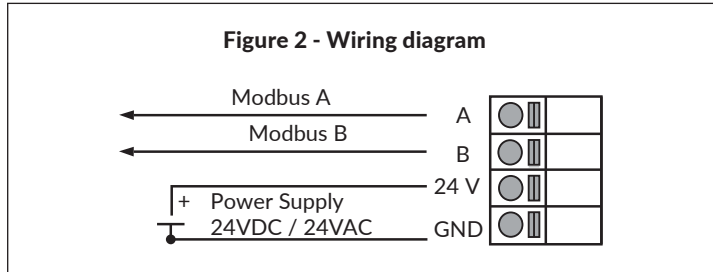 Figure 2 - Wiring diagram
Modbus A
A
Modbus B
B
24 V
+ Power Supply
24VDC / 24VAC
GND